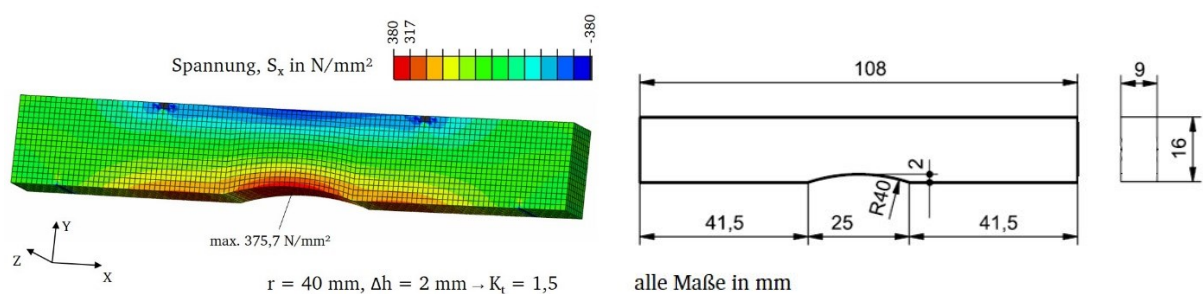 380
317
-380
Spannung, Sₓ in N/mm²
max. 375,7 N/mm²
Y
Z
X
r = 40 mm, Δh = 2 mm → Kₜ = 1,5
108
9
2
16
R40
41,5
25
41,5
alle Maße in mm